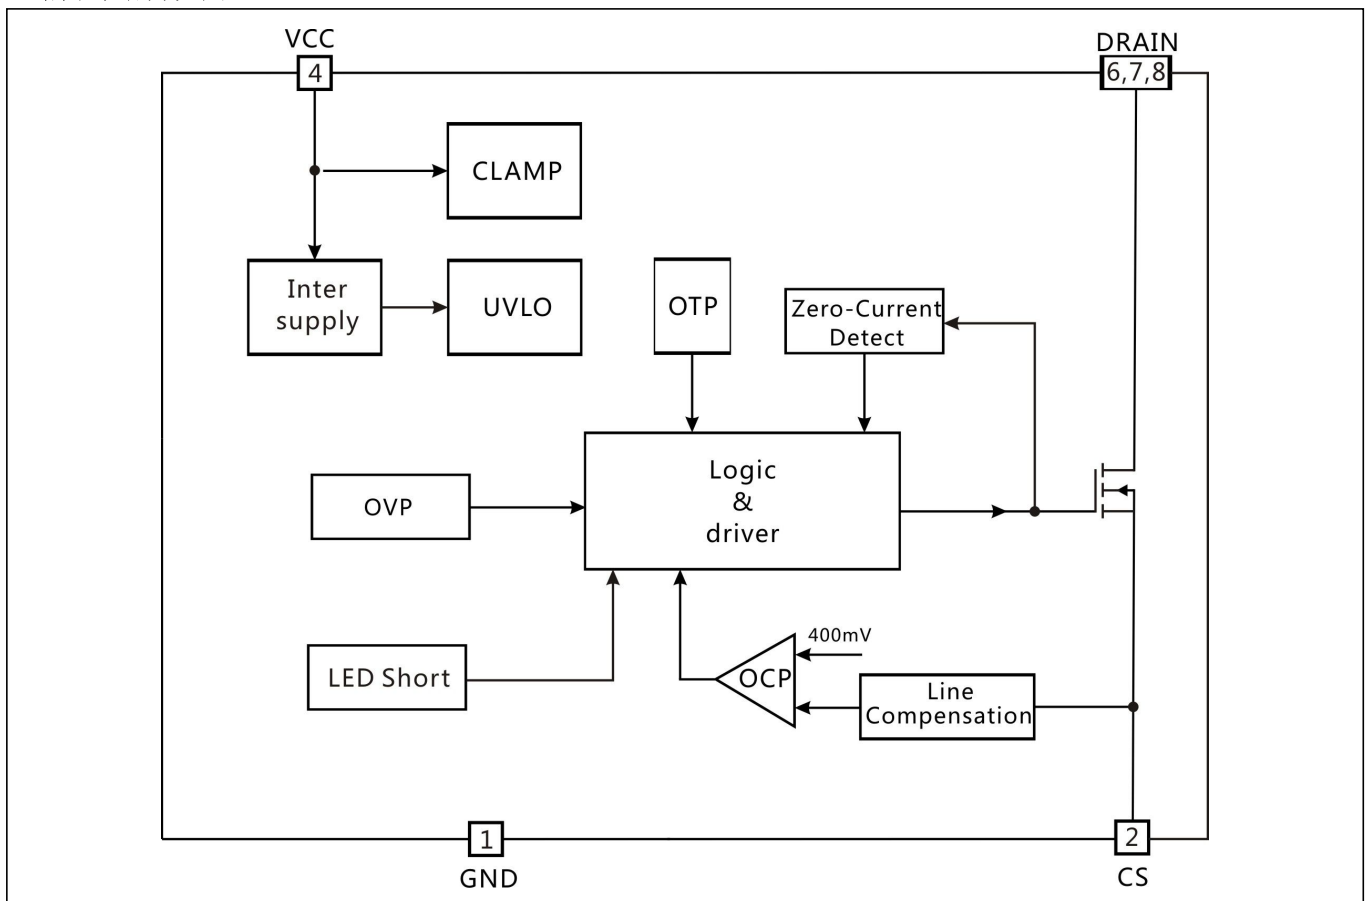 VCC
DRAIN
4
6,7,8
CLAMP
Inter
supply
UVLO
OTP
Zero-Current
Detect
Logic
&
driver
OVP
400mV
LED Short
OCP
Line
Compensation
1
2
GND
CS